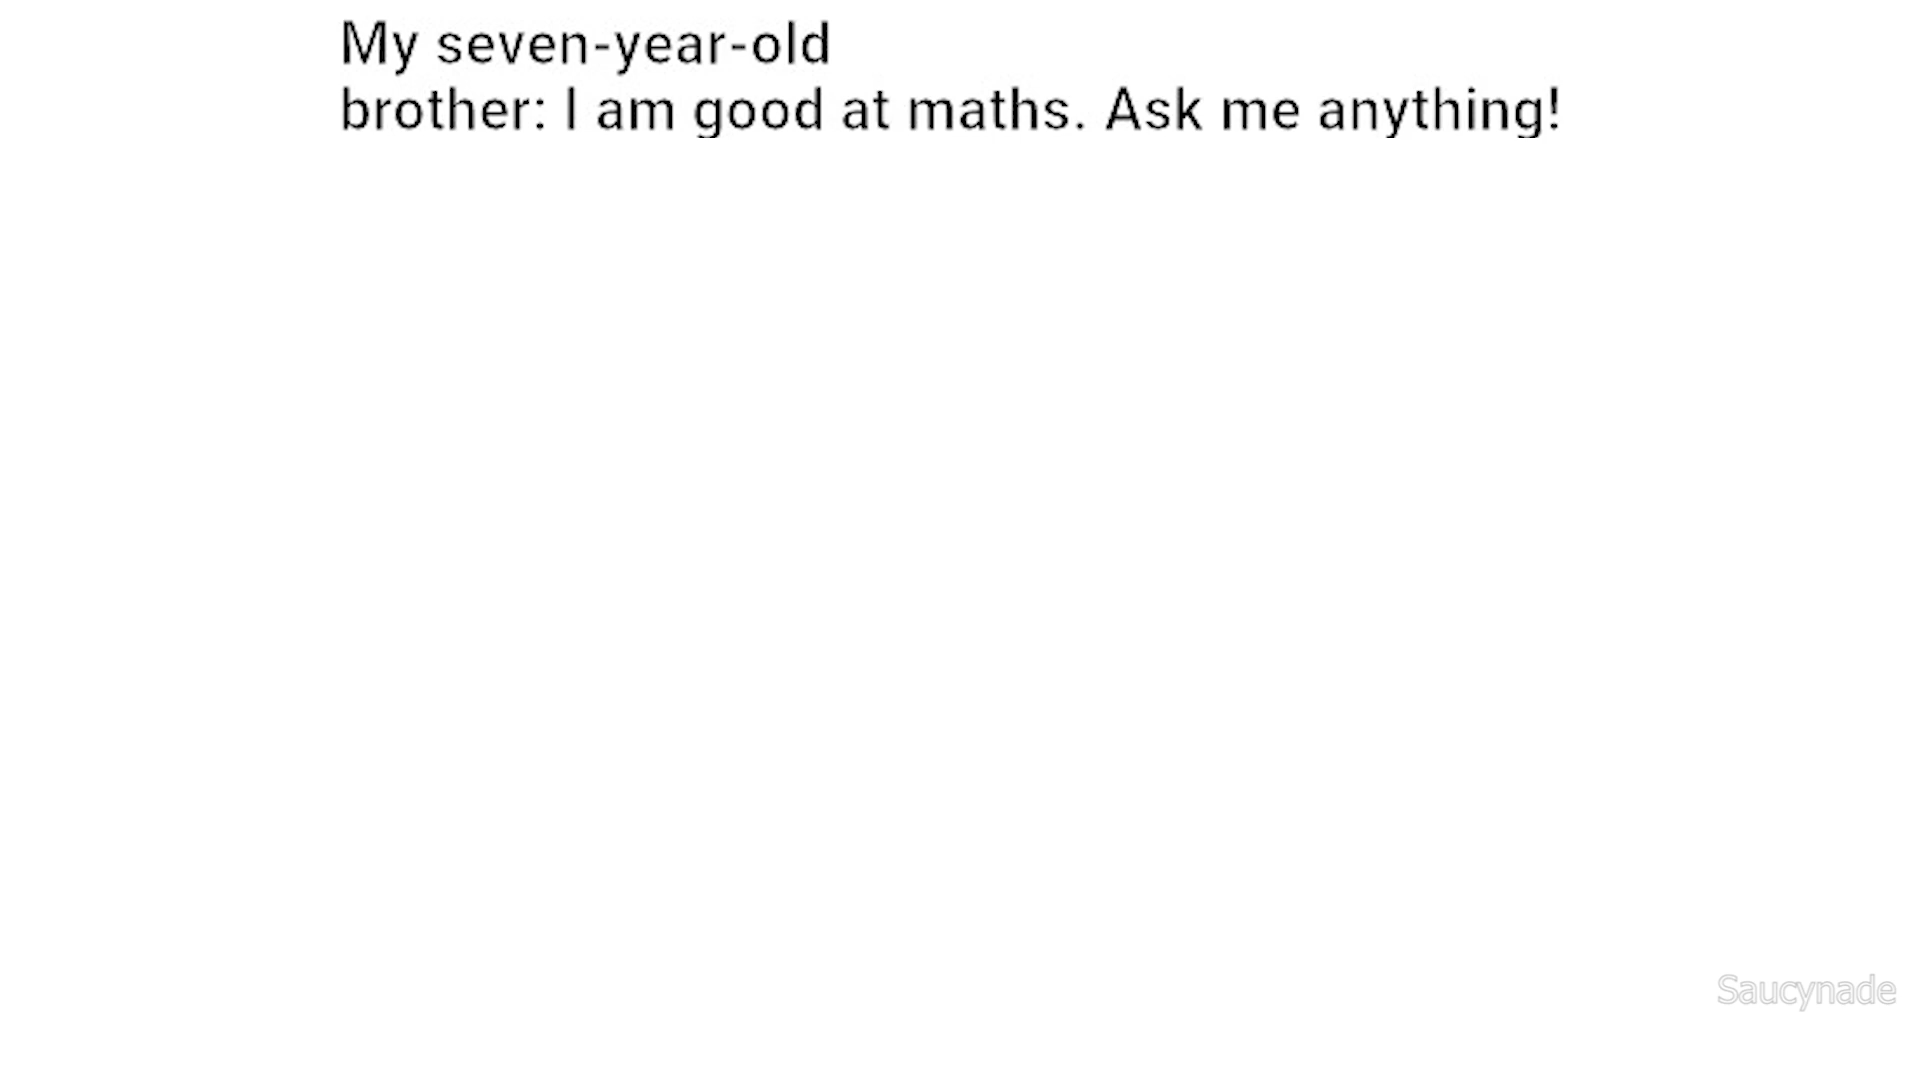 My seven-year-old
brother: I am good at maths. Ask me anything!
Saucynade